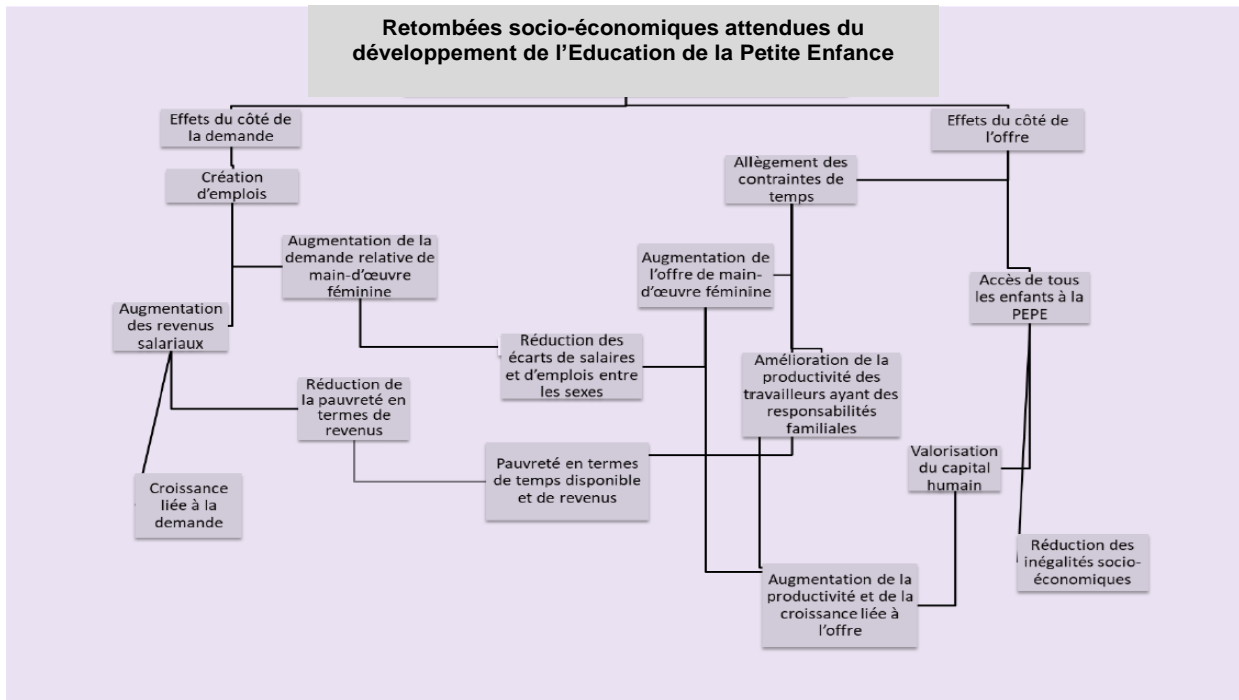 Retombées socio-économiques attendues du
développement de l’Education de la Petite Enfance
Effets du côté de
la demande
Effets du côté de
l’offre
Création
d’emplois
Allègement des
contraintes de
temps
Augmentation de la
demande relative de
main-d’œuvre
féminine
Augmentation de
l’offre de main-
d’œuvre féminine
Accès de tous
les enfants à la
PEPE
Augmentation
des revenus
salariaux
Réduction des
écarts de salaires
et d’emplois entre
les sexes
Amélioration de la
productivité des
travailleurs ayant des
responsabilités
familiales
Réduction de
la pauvreté en
termes de
revenus
Pauvreté en termes
de temps disponible
et de revenus
Valorisation
du capital
humain
Croissance
liée à la
demande
Réduction des
inégalités socio-
économiques
Augmentation de la
productivité et de la
croissance liée à
l’offre